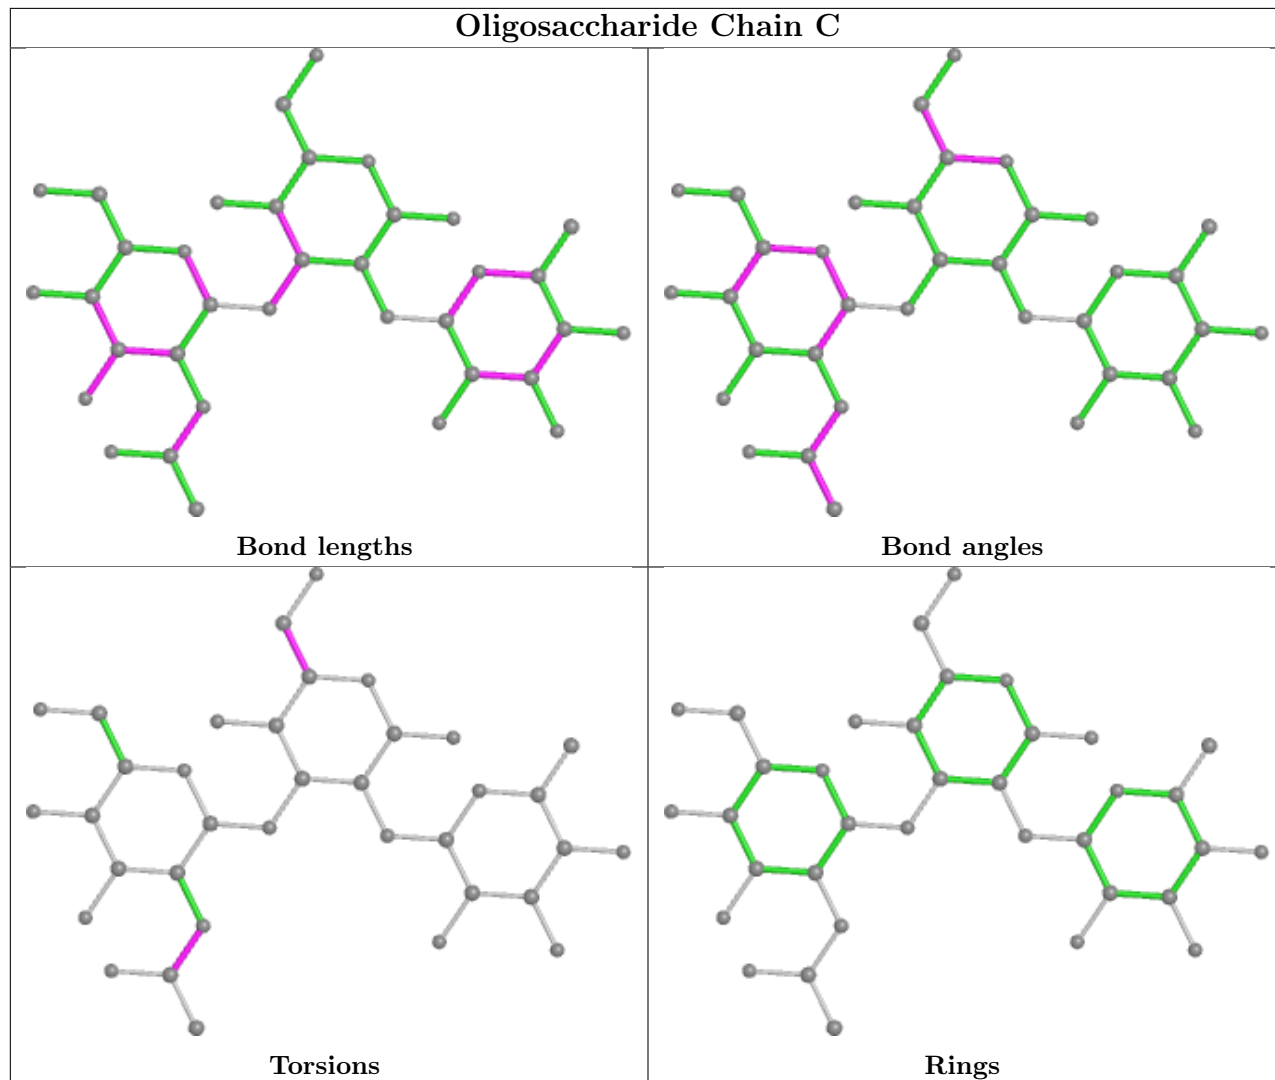 Oligosaccharide Chain C
Bond lengths
Bond angles
Torsions
Rings